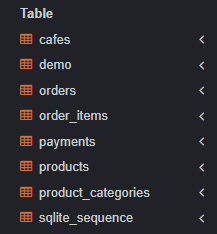 Table
cafes
demo
orders
order_items
payments
products
product_categories
sqlite_sequence